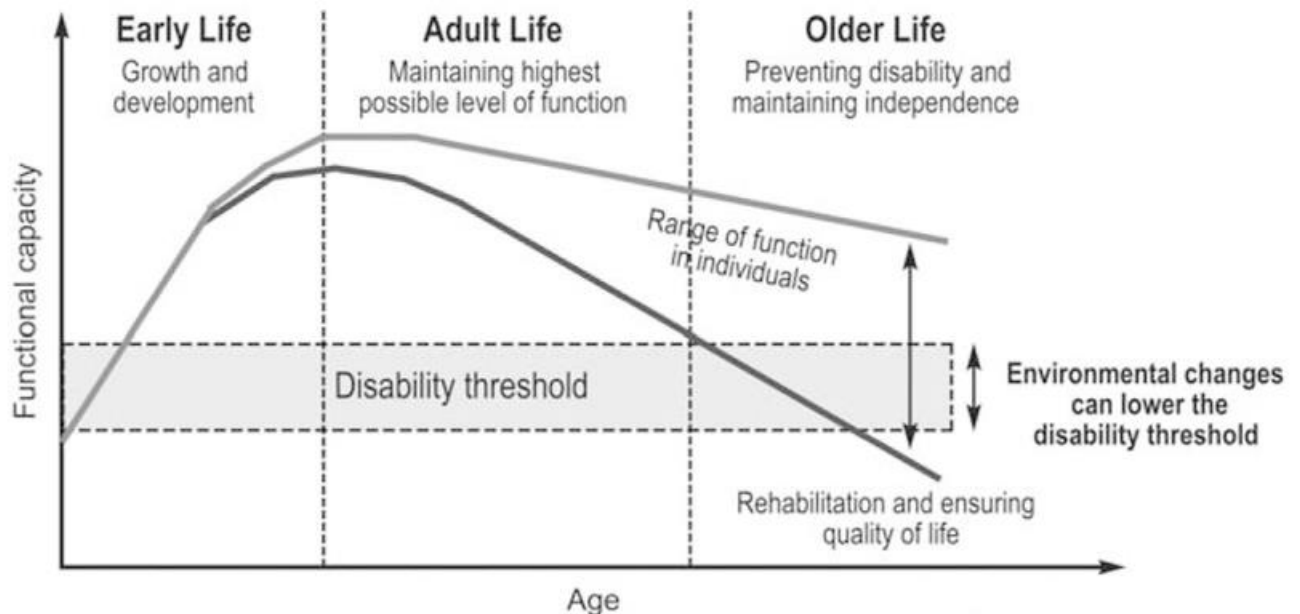 Early Life
Growth and
development
Adult Life
Maintaining highest
possible level of function
Older Life
Preventing disability and
maintaining independence
Functional capacity
Range of function
in individuals
Disability threshold
Environmental changes
can lower the
disability threshold
Rehabilitation and ensuring
quality of life
Age